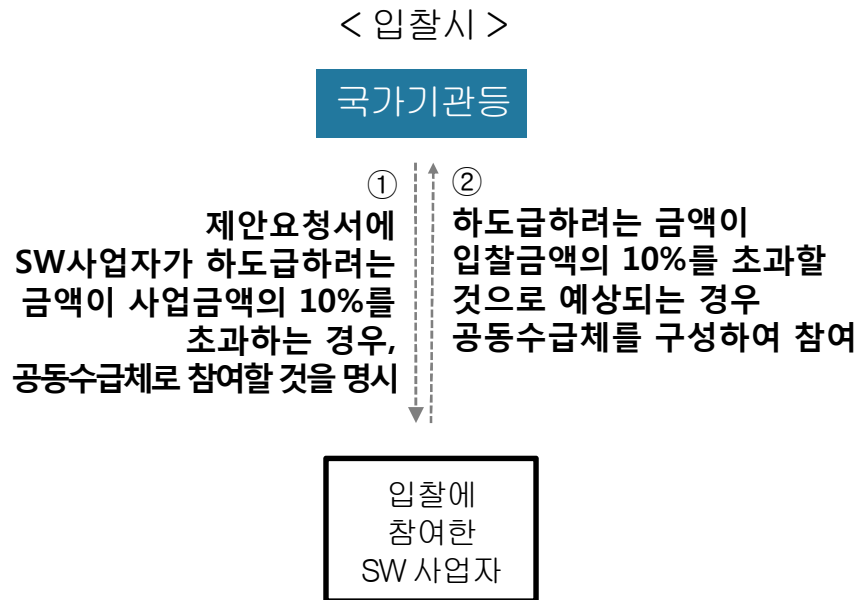 < 입찰시 >
국가기관등
①
제안요청서에
SW사업자가 하도급하려는
금액이 사업금액의 10%를
초과하는 경우,
공동수급체로 참여할 것을 명시
②
하도급하려는 금액이
입찰금액의 10%를 초과할
것으로 예상되는 경우
공동수급체를 구성하여 참여
입찰에
참여한
SW 사업자